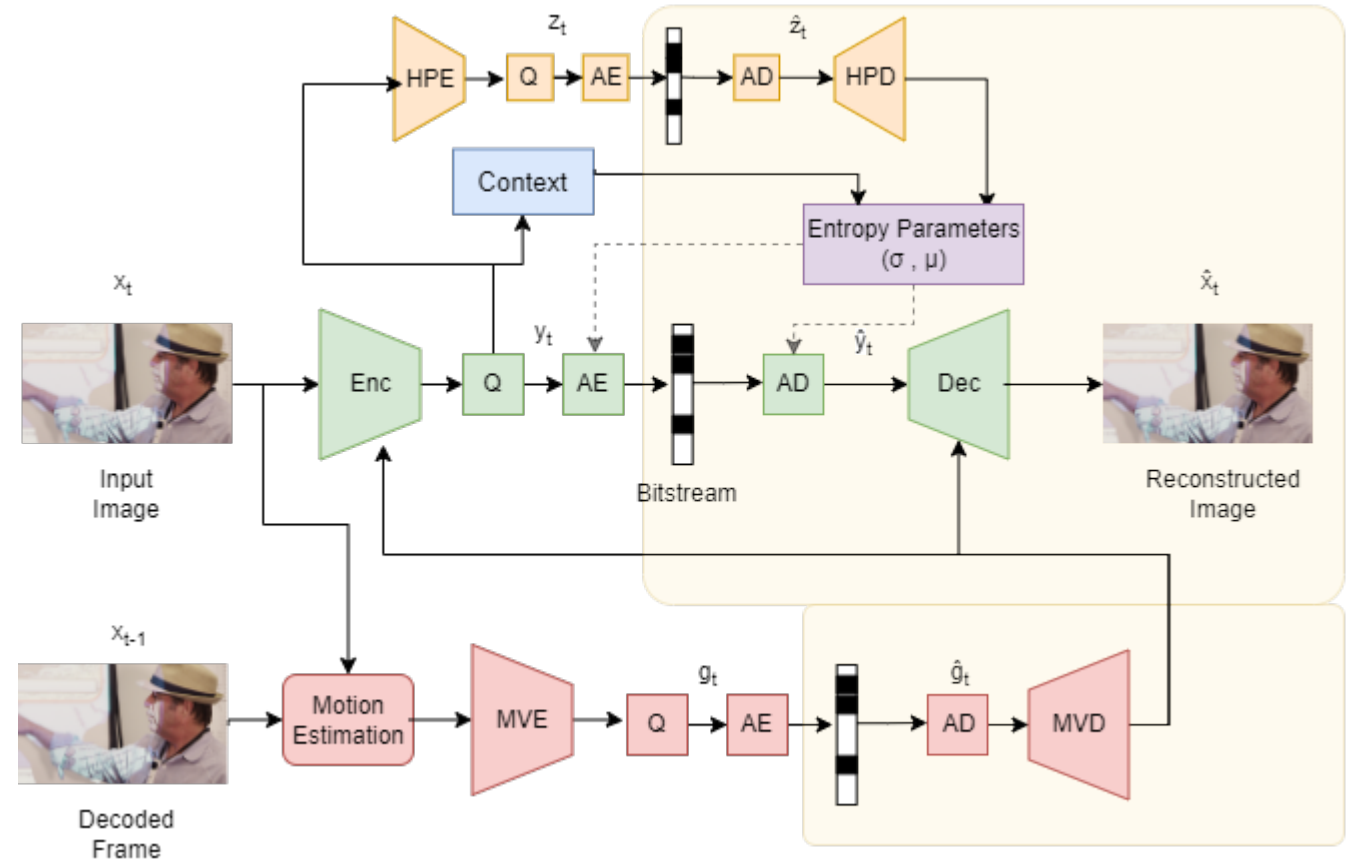 z_t
ẑ_t
HPE
Q
AE
AD
HPD
Context
Entropy Parameters
(σ , μ)
x_t
x̂_t
y_t
ŷ_t
Enc
Q
AE
AD
Dec
Input
Image
Bitstream
Reconstructed
Image
x_t-1
g_t
ĝ_t
Motion
Estimation
MVE
Q
AE
AD
MVD
Decoded
Frame